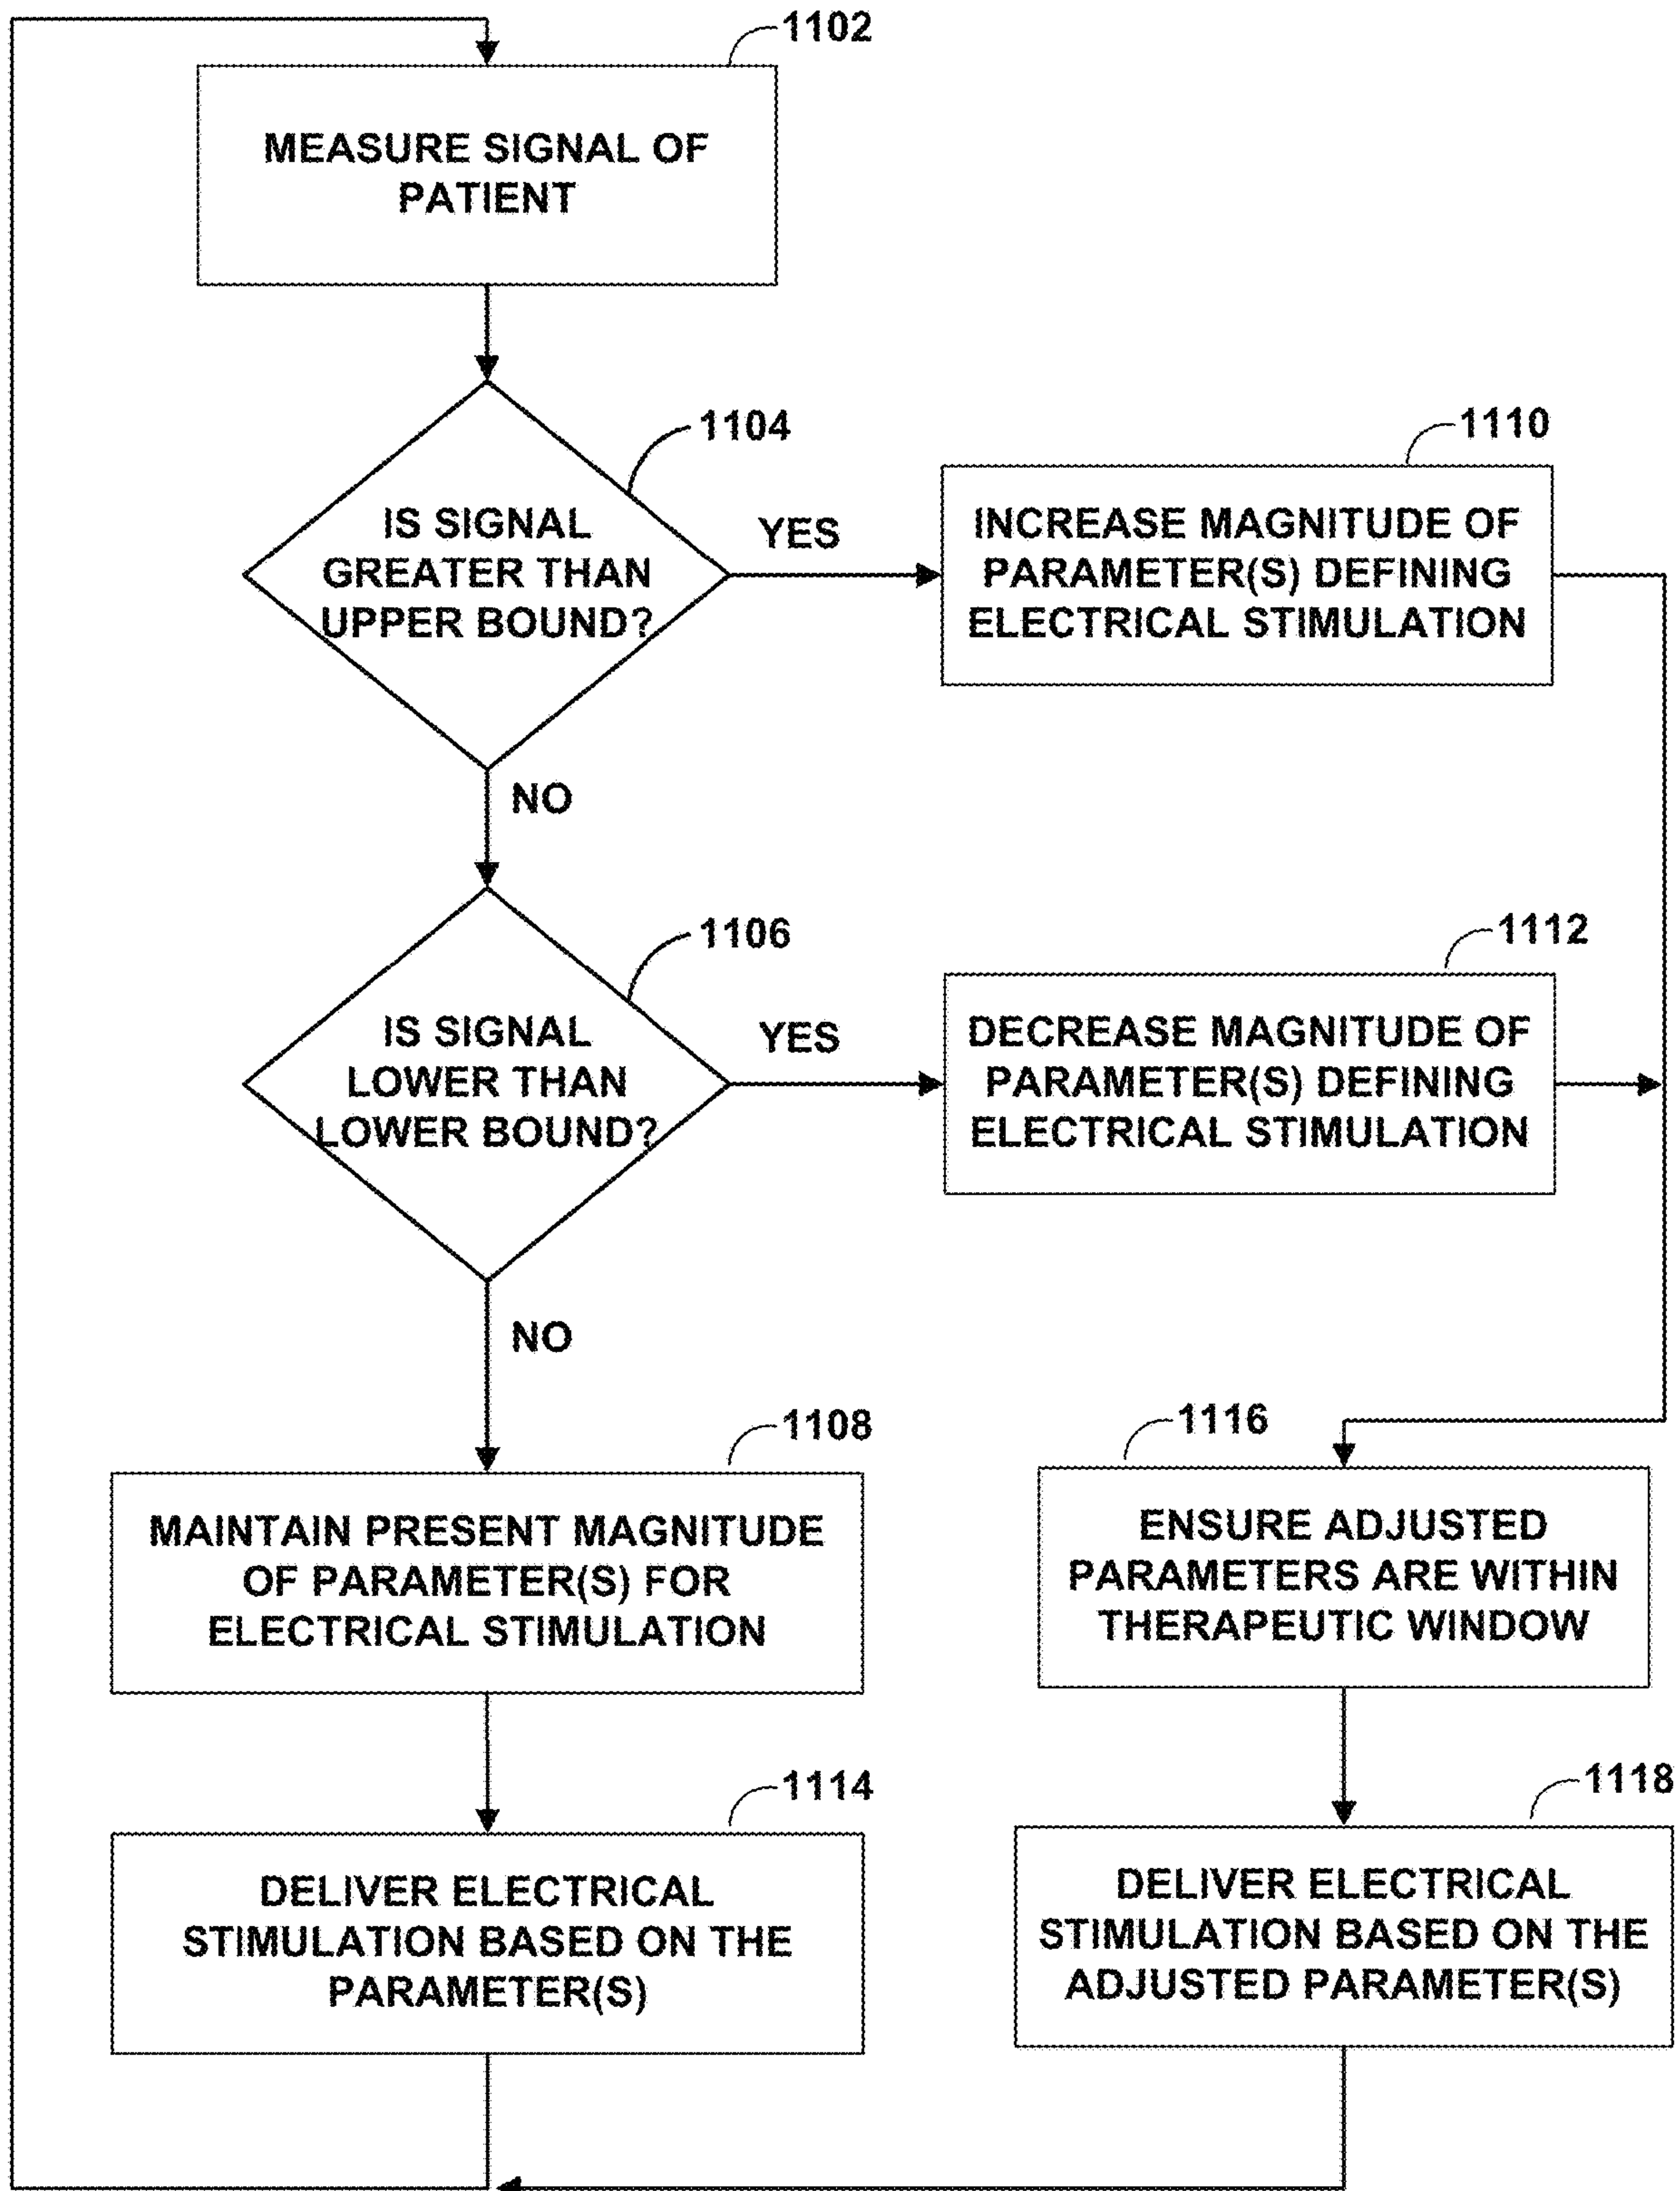 1102
MEASURE SIGNAL OF
PATIENT
1104
IS SIGNAL
GREATER THAN
UPPER BOUND?
YES
1110
INCREASE MAGNITUDE OF
PARAMETER(S) DEFINING
ELECTRICAL STIMULATION
NO
1106
IS SIGNAL
LOWER THAN
LOWER BOUND?
YES
1112
DECREASE MAGNITUDE OF
PARAMETER(S) DEFINING
ELECTRICAL STIMULATION
NO
1108
MAINTAIN PRESENT MAGNITUDE
OF PARAMETER(S) FOR
ELECTRICAL STIMULATION
1116
ENSURE ADJUSTED
PARAMETERS ARE WITHIN
THERAPEUTIC WINDOW
1114
DELIVER ELECTRICAL
STIMULATION BASED ON THE
PARAMETER(S)
1118
DELIVER ELECTRICAL
STIMULATION BASED ON THE
ADJUSTED PARAMETER(S)